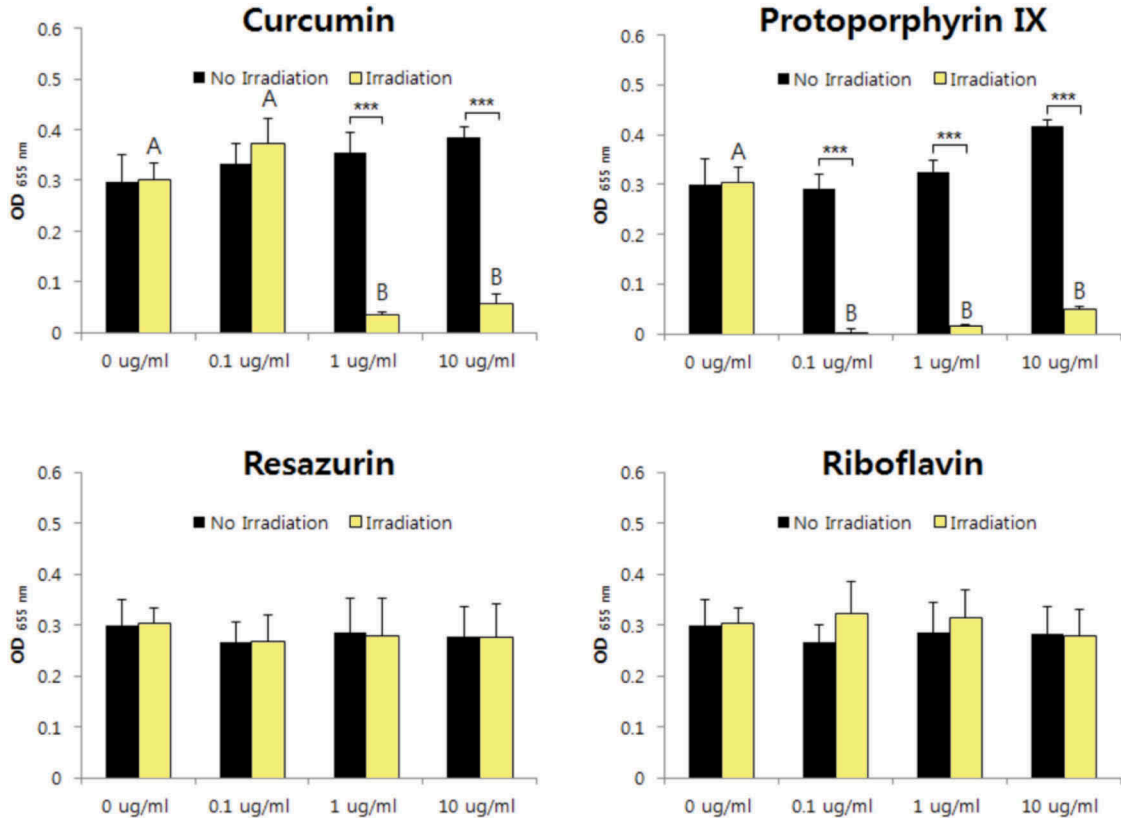 Curcumin
0.6
0.5
0.4
0.3
0.2
0.1
0
OD 655 nm
No Irradiation Irradiation
A
A
***
***
B
B
0 ug/ml 0.1 ug/ml 1 ug/ml 10 ug/ml
Protoporphyrin IX
0.6
0.5
0.4
0.3
0.2
0.1
0
OD 655 nm
No Irradiation Irradiation
***
A
***
***
B
B
B
0 ug/ml 0.1 ug/ml 1 ug/ml 10 ug/ml
Resazurin
0.6
0.5
0.4
0.3
0.2
0.1
0
OD 655 nm
No Irradiation Irradiation
0 ug/ml 0.1 ug/ml 1 ug/ml 10 ug/ml
Riboflavin
0.6
0.5
0.4
0.3
0.2
0.1
0
OD 655 nm
No Irradiation Irradiation
0 ug/ml 0.1 ug/ml 1 ug/ml 10 ug/ml